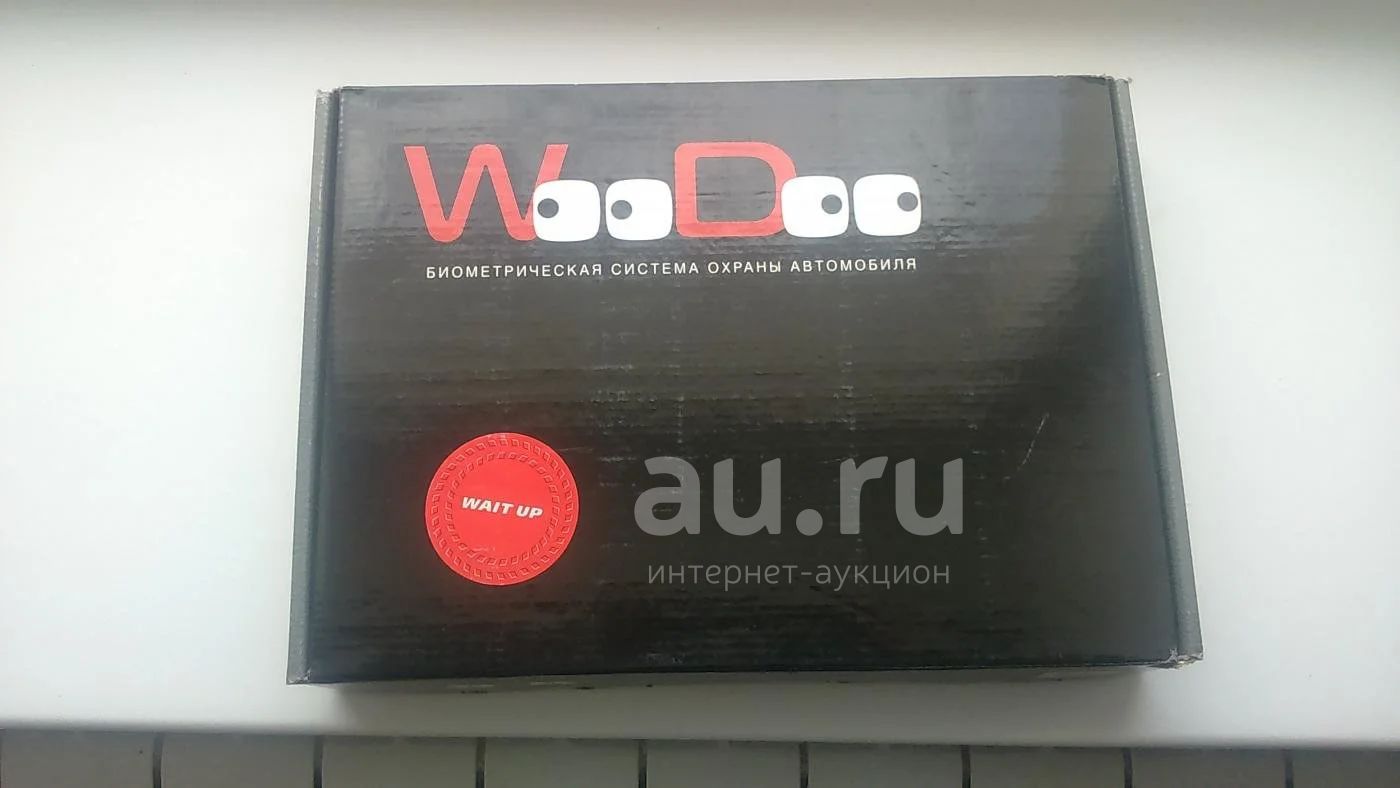 WooDoo
БИОМЕТРИЧЕСКАЯ СИСТЕМА ОХРАНЫ АВТОМОБИЛЯ
WAIT UP
au.ru
интернет-аукцион